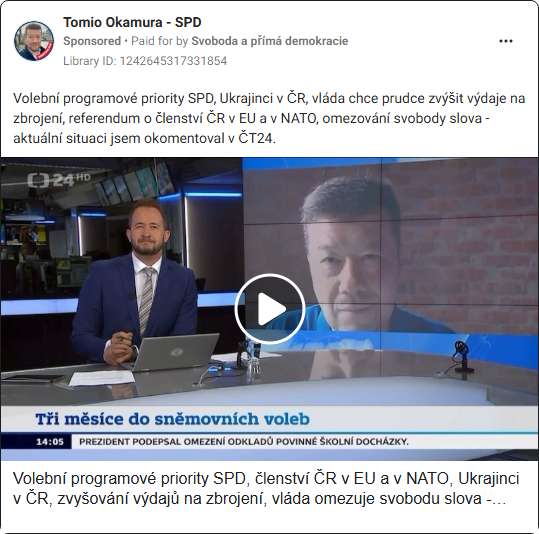 Tomio Okamura - SPD
Sponsored • Paid for by Svoboda a přímá demokracie
Library ID: 1242645317331854
Volební programové priority SPD, Ukrajinci v ČR, vláda chce prudce zvýšit výdaje na
zbrojení, referendum o členství ČR v EU a v NATO, omezování svobody slova -
aktuální situaci jsem okomentoval v ČT24.
24 HD
Tři měsíce do sněmovních voleb
14:05 PREZIDENT PODEPSAL OMEZENÍ ODKLADŮ POVINNÉ ŠKOLNÍ DOCHÁZKY.
Volební programové priority SPD, členství ČR v EU a v NATO, Ukrajinci
v ČR, zvyšování výdajů na zbrojení, vláda omezuje svobodu slova -...